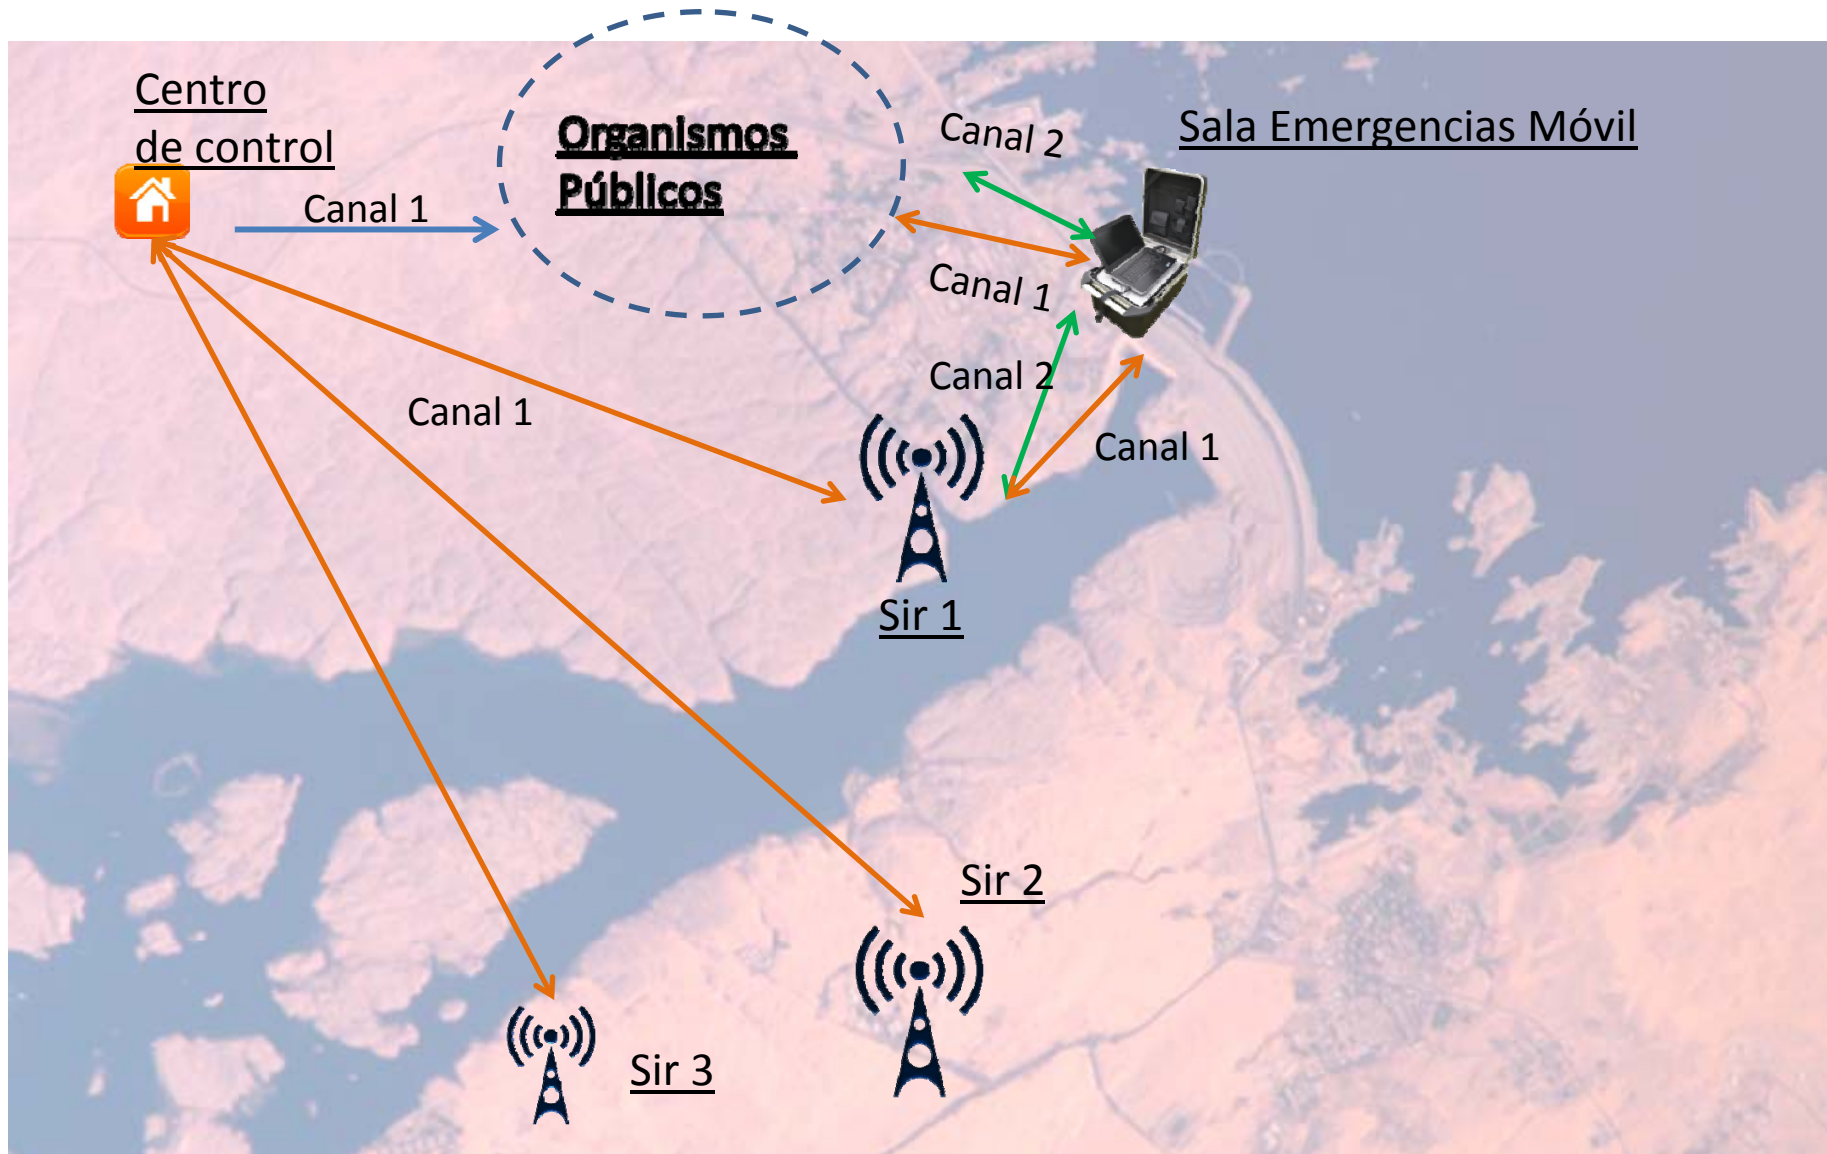 Centro
de control
Organismos
Públicos
Canal 2
Sala Emergencias Móvil
Canal 1
Canal 1
Canal 2
Canal 1
Canal 1
Sir 1
Sir 2
Sir 3